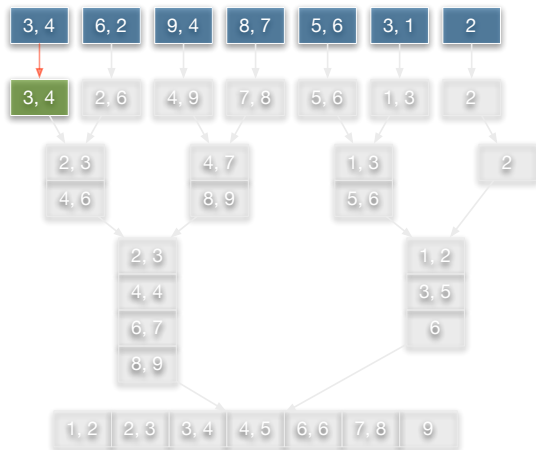 3, 4 6, 2 9, 4 8, 7 5, 6 3, 1 2
3, 4 2, 6 4, 9 7, 8 5, 6 1, 3 2
2, 3 4, 7 1, 3 2
4, 6 8, 9 5, 6
2, 3 1, 2
4, 4 3, 5
6, 7 6
8, 9
1, 2 2, 3 3, 4 4, 5 6, 6 7, 8 9